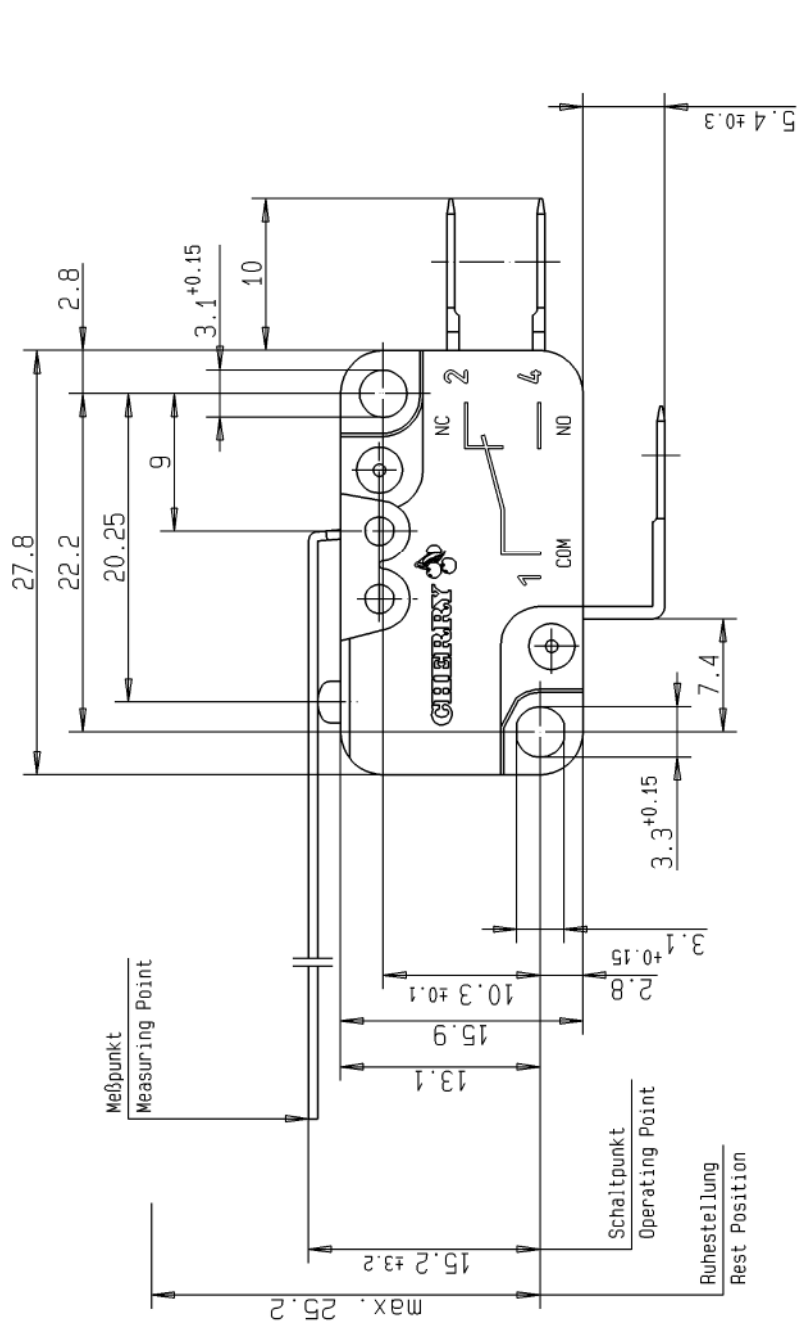 5.4 ±0.3
2.8
3.1 +0.15
10
27.8
22.2
20.25
9
NC
2
4
NO
1
COM
CHERRY
7.4
3.3 +0.15
3.1 +0.15
2.8
10.3 ±0.1
15.9
13.1
Meßpunkt
Measuring Point
Schaltpunkt
Operating Point
15.2 ±3.2
Ruhestellung
Rest Position
max. 25.2